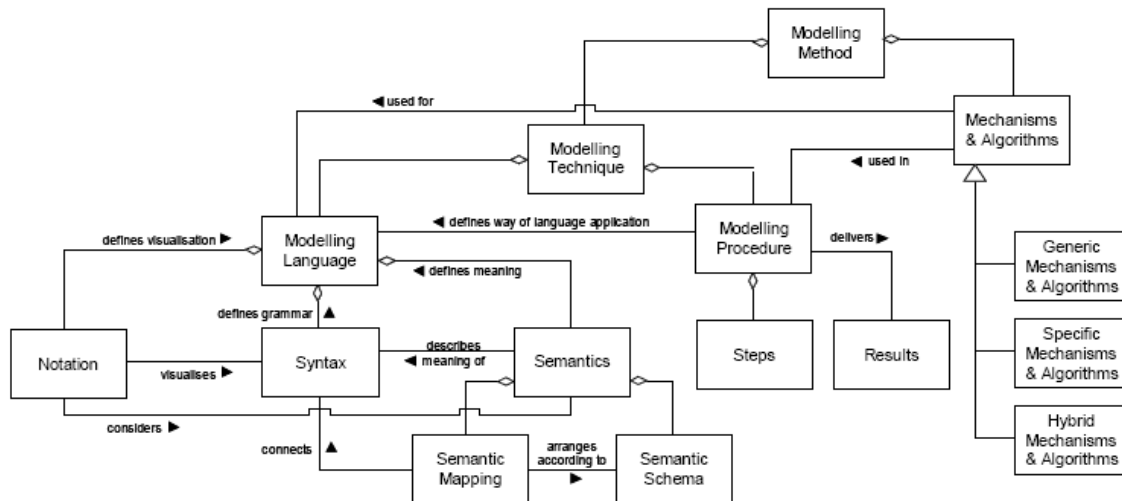 Modelling
Method
◄ used for
Mechanisms
& Algorithms
Modelling
Technique
◄ used in
defines visualisation ►
Modelling
Language
◄ defines way of language application
Modelling
Procedure
delivers ►
Generic
Mechanisms
& Algorithms
◄ defines meaning
defines grammar ▲
Notation
visualises ►
Syntax
describes
◄ meaning of
Semantics
Steps
Results
Specific
Mechanisms
& Algorithms
considers ►
connects ▲
Semantic
Mapping
arranges
according to
►
Semantic
Schema
Hybrid
Mechanisms
& Algorithms